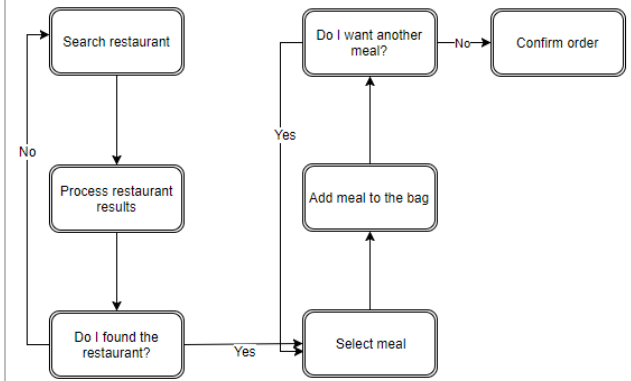 Search restaurant
No
Process restaurant
results
Do I found the
restaurant?
Yes
Select meal
Add meal to the bag
Do I want another
meal?
Yes
No
Confirm order